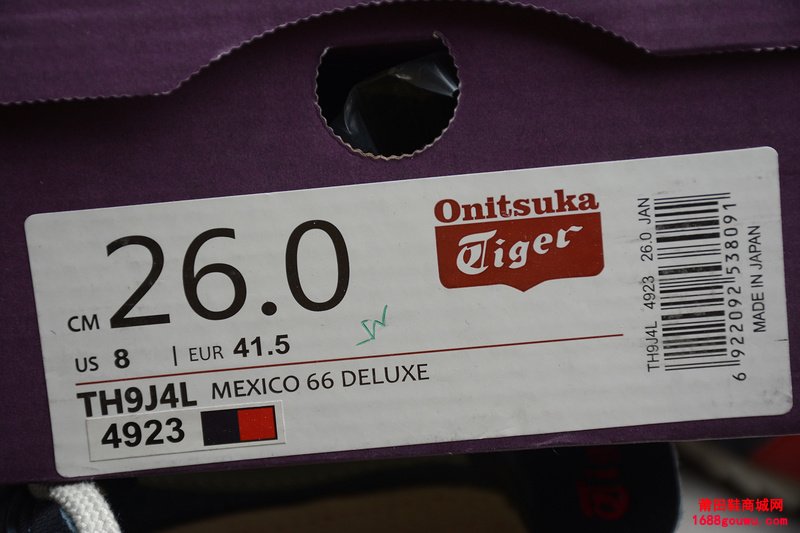 Onitsuka
Tiger
CM 26.0
US 8 | EUR 41.5
TH9J4L MEXICO 66 DELUXE
4923
TH9J4L 4923 26.0 JAN
6 922092 538091
MADE IN JAPAN
莆田鞋商城网
1688gouwu.com